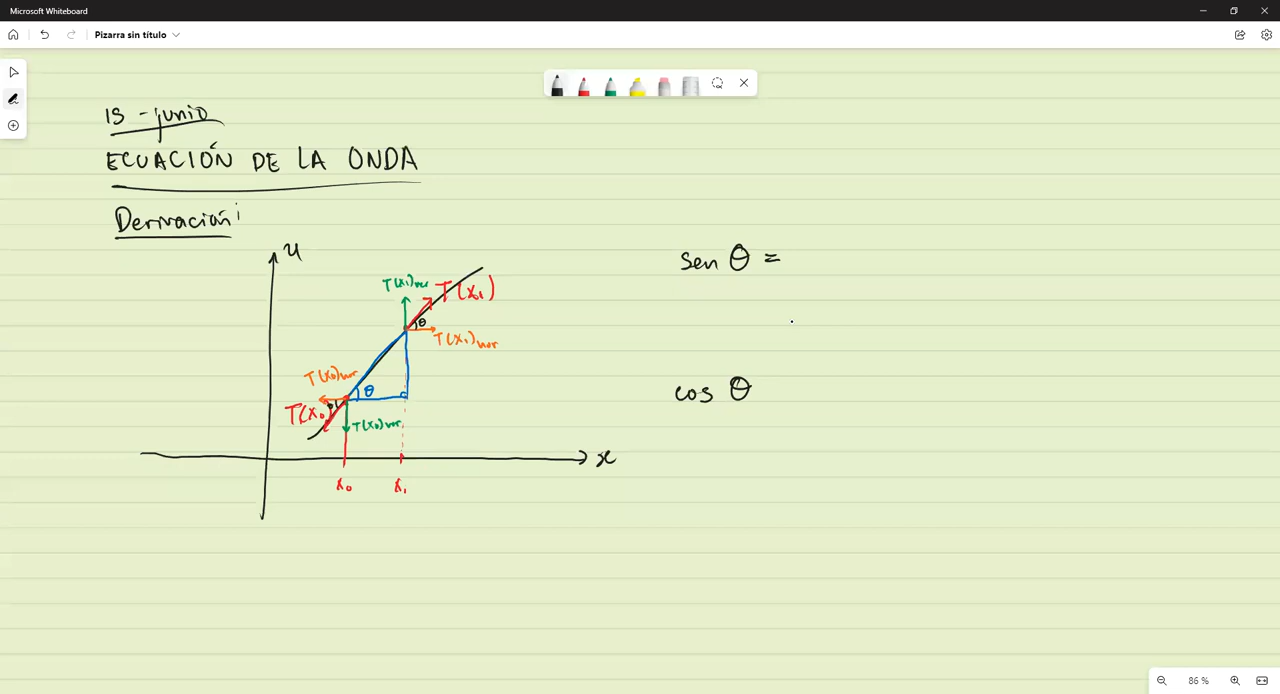 Microsoft Whiteboard
Pizarra sin título
15 - junio
ECUACIÓN DE LA ONDA
Derivación:
u
T(x₁)ver
T(x₁)
θ
T(x₁)hor
T(x₀)hor
θ
T(x₀)
θ
T(x₀)ver
x
x₀ x₁
sen θ =
cos θ
86 %